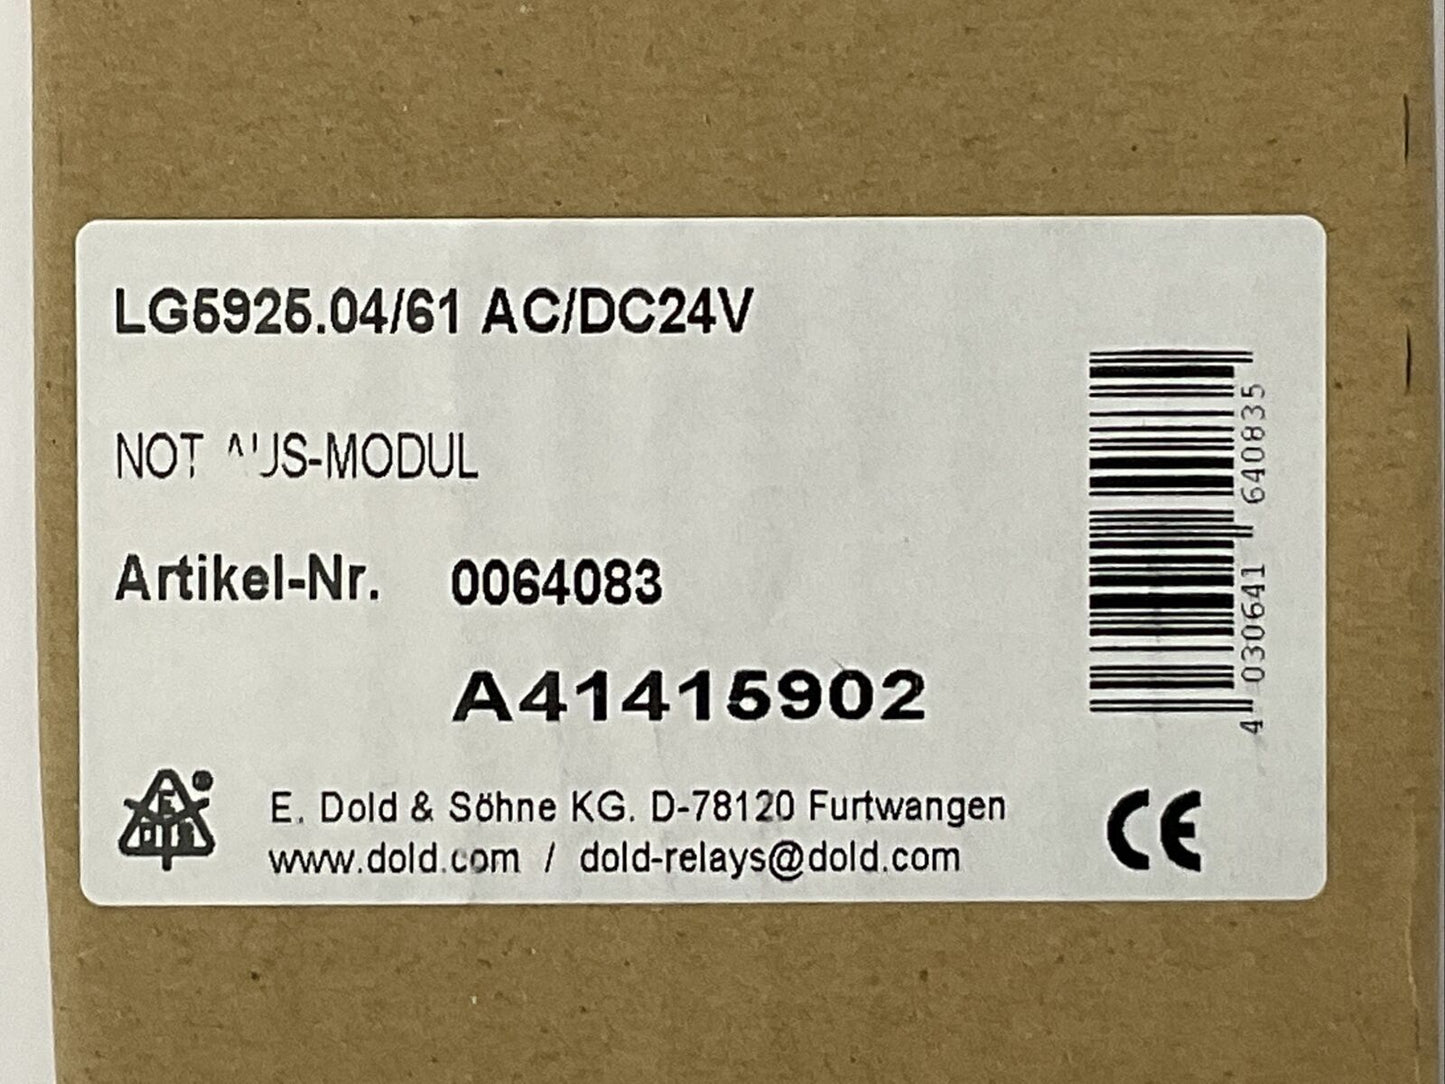 LG5925.04/61 AC/DC24V
NOT AUS-MODUL
Artikel-Nr. 0064083
A41415902
E. Dold & Söhne KG. D-78120 Furtwangen
www.dold.com / dold-relays@dold.com
4 030641 640835
CE